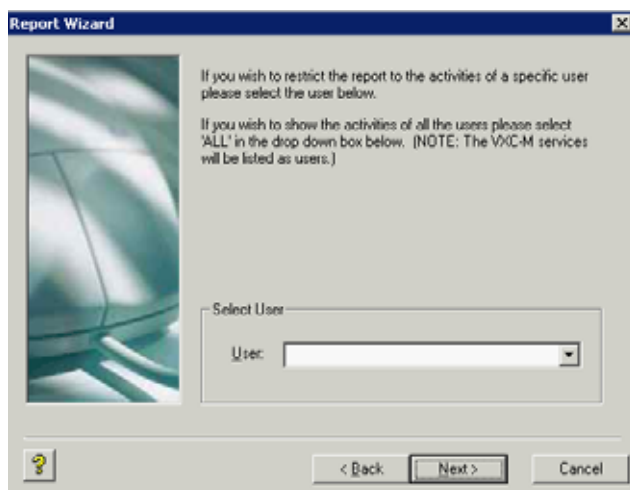 Report Wizard
If you wish to restrict the report to the activities of a specific user
please select the user below.
If you wish to show the activities of all the users please select
'ALL' in the drop down box below. (NOTE: The VXC-M services
will be listed as users.)
Select User
User:
?
< Back
Next >
Cancel